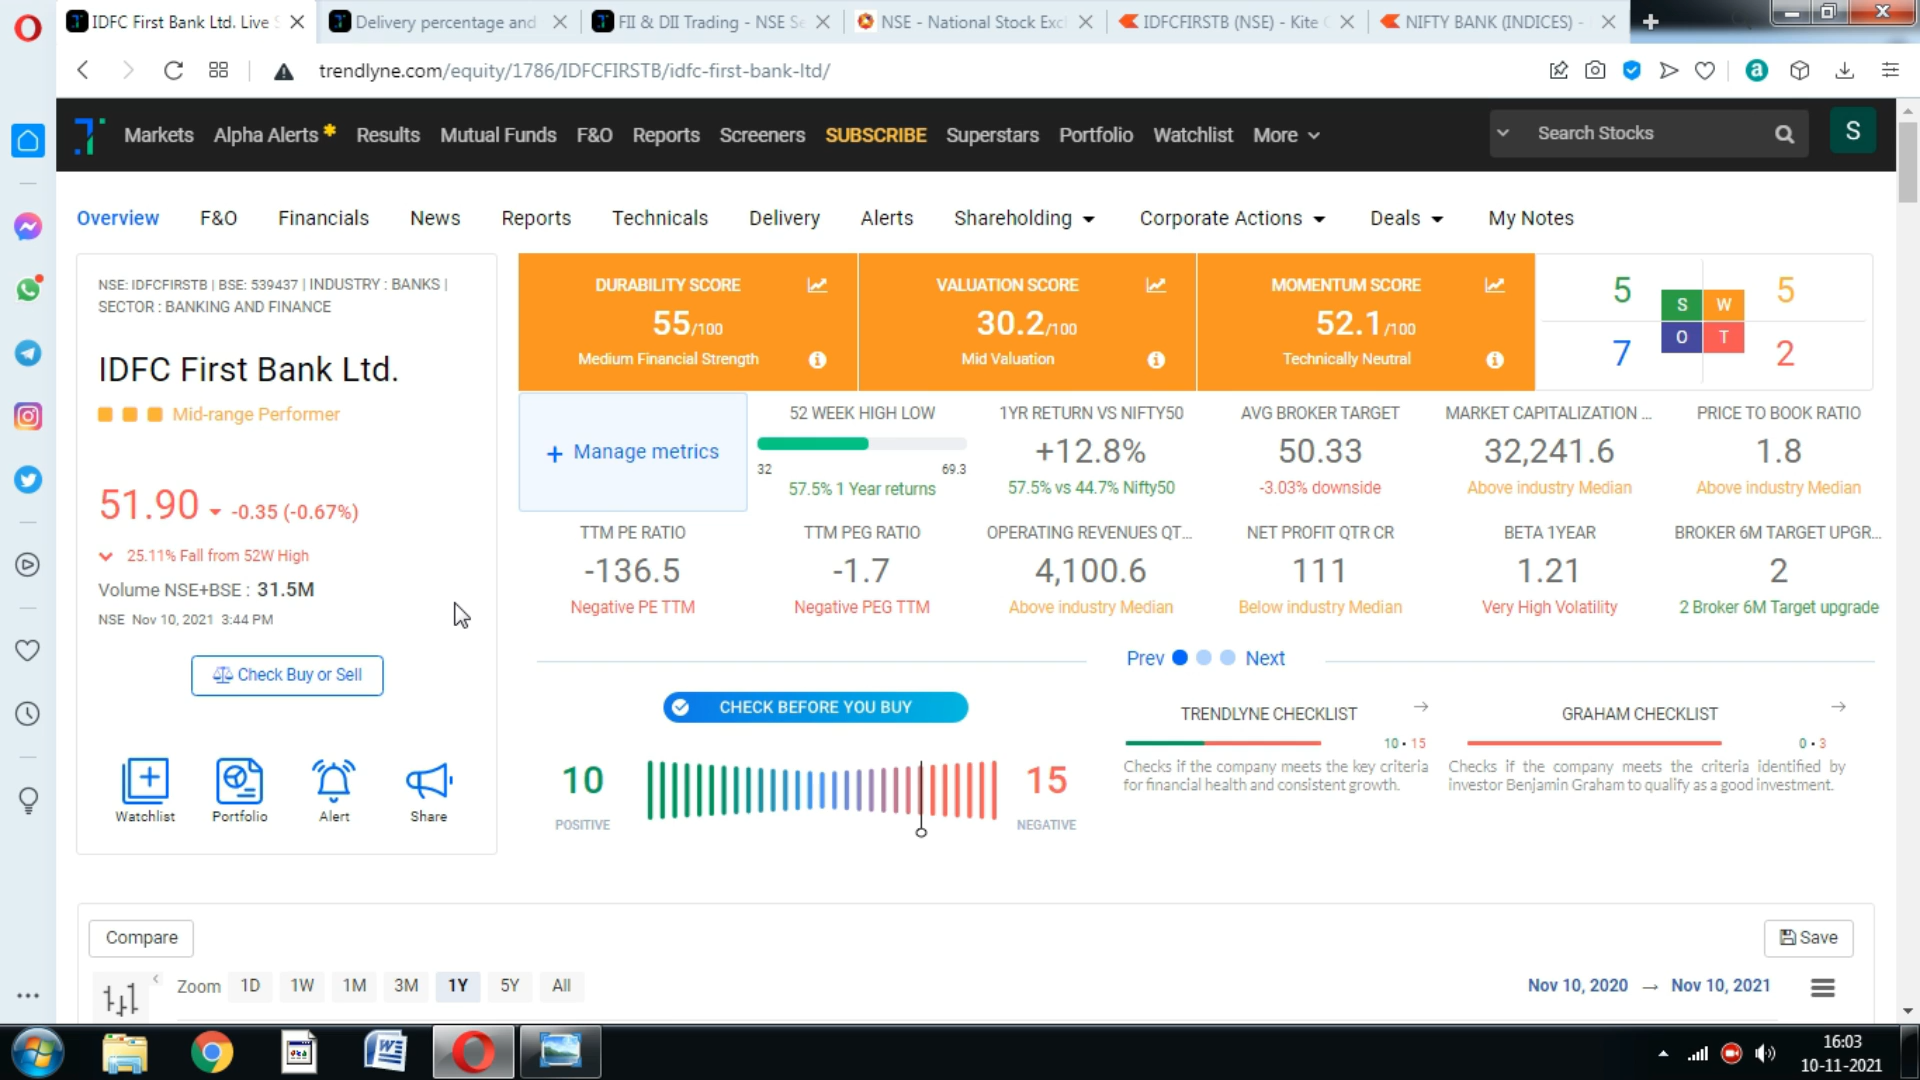 IDFC First Bank Ltd. Live S
Delivery percentage and
FII & DII Trading - NSE Se
NSE - National Stock Exc
IDFCFIRSTB (NSE) - Kite C
NIFTY BANK (INDICES) -
trendlyne.com/equity/1786/IDFCFIRSTB/idfc-first-bank-ltd/
Markets
Alpha Alerts
Results
Mutual Funds
F&O
Reports
Screeners
SUBSCRIBE
Superstars
Portfolio
Watchlist
More
Search Stocks
S
Overview
F&O
Financials
News
Reports
Technicals
Delivery
Alerts
Shareholding
Corporate Actions
Deals
My Notes
NSE: IDFCFIRSTB | BSE: 539437 | INDUSTRY : BANKS |
SECTOR : BANKING AND FINANCE
IDFC First Bank Ltd.
Mid-range Performer
51.90 -0.35 (-0.67%)
25.11% Fall from 52W High
Volume NSE+BSE : 31.5M
NSE Nov 10, 2021 3:44 PM
Check Buy or Sell
Watchlist
Portfolio
Alert
Share
DURABILITY SCORE
55/100
Medium Financial Strength
VALUATION SCORE
30.2/100
Mid Valuation
MOMENTUM SCORE
52.1/100
Technically Neutral
5 S W 5
7 O T 2
+ Manage metrics
52 WEEK HIGH LOW
32 69.3
57.5% 1 Year returns
1YR RETURN VS NIFTY50
+12.8%
57.5% vs 44.7% Nifty50
AVG BROKER TARGET
50.33
-3.03% downside
MARKET CAPITALIZATION ...
32,241.6
Above industry Median
PRICE TO BOOK RATIO
1.8
Above industry Median
TTM PE RATIO
-136.5
Negative PE TTM
TTM PEG RATIO
-1.7
Negative PEG TTM
OPERATING REVENUES QT...
4,100.6
Above industry Median
NET PROFIT QTR CR
111
Below industry Median
BETA 1YEAR
1.21
Very High Volatility
BROKER 6M TARGET UPGR...
2
2 Broker 6M Target upgrade
Prev Next
CHECK BEFORE YOU BUY
10
POSITIVE
15
NEGATIVE
TRENDLYNE CHECKLIST
10 • 15
Checks if the company meets the key criteria
for financial health and consistent growth.
GRAHAM CHECKLIST
0 • 3
Checks if the company meets the criteria identified by
investor Benjamin Graham to qualify as a good investment.
Compare
Save
Zoom 1D 1W 1M 3M 1Y 5Y All
Nov 10, 2020 → Nov 10, 2021
16:03
10-11-2021